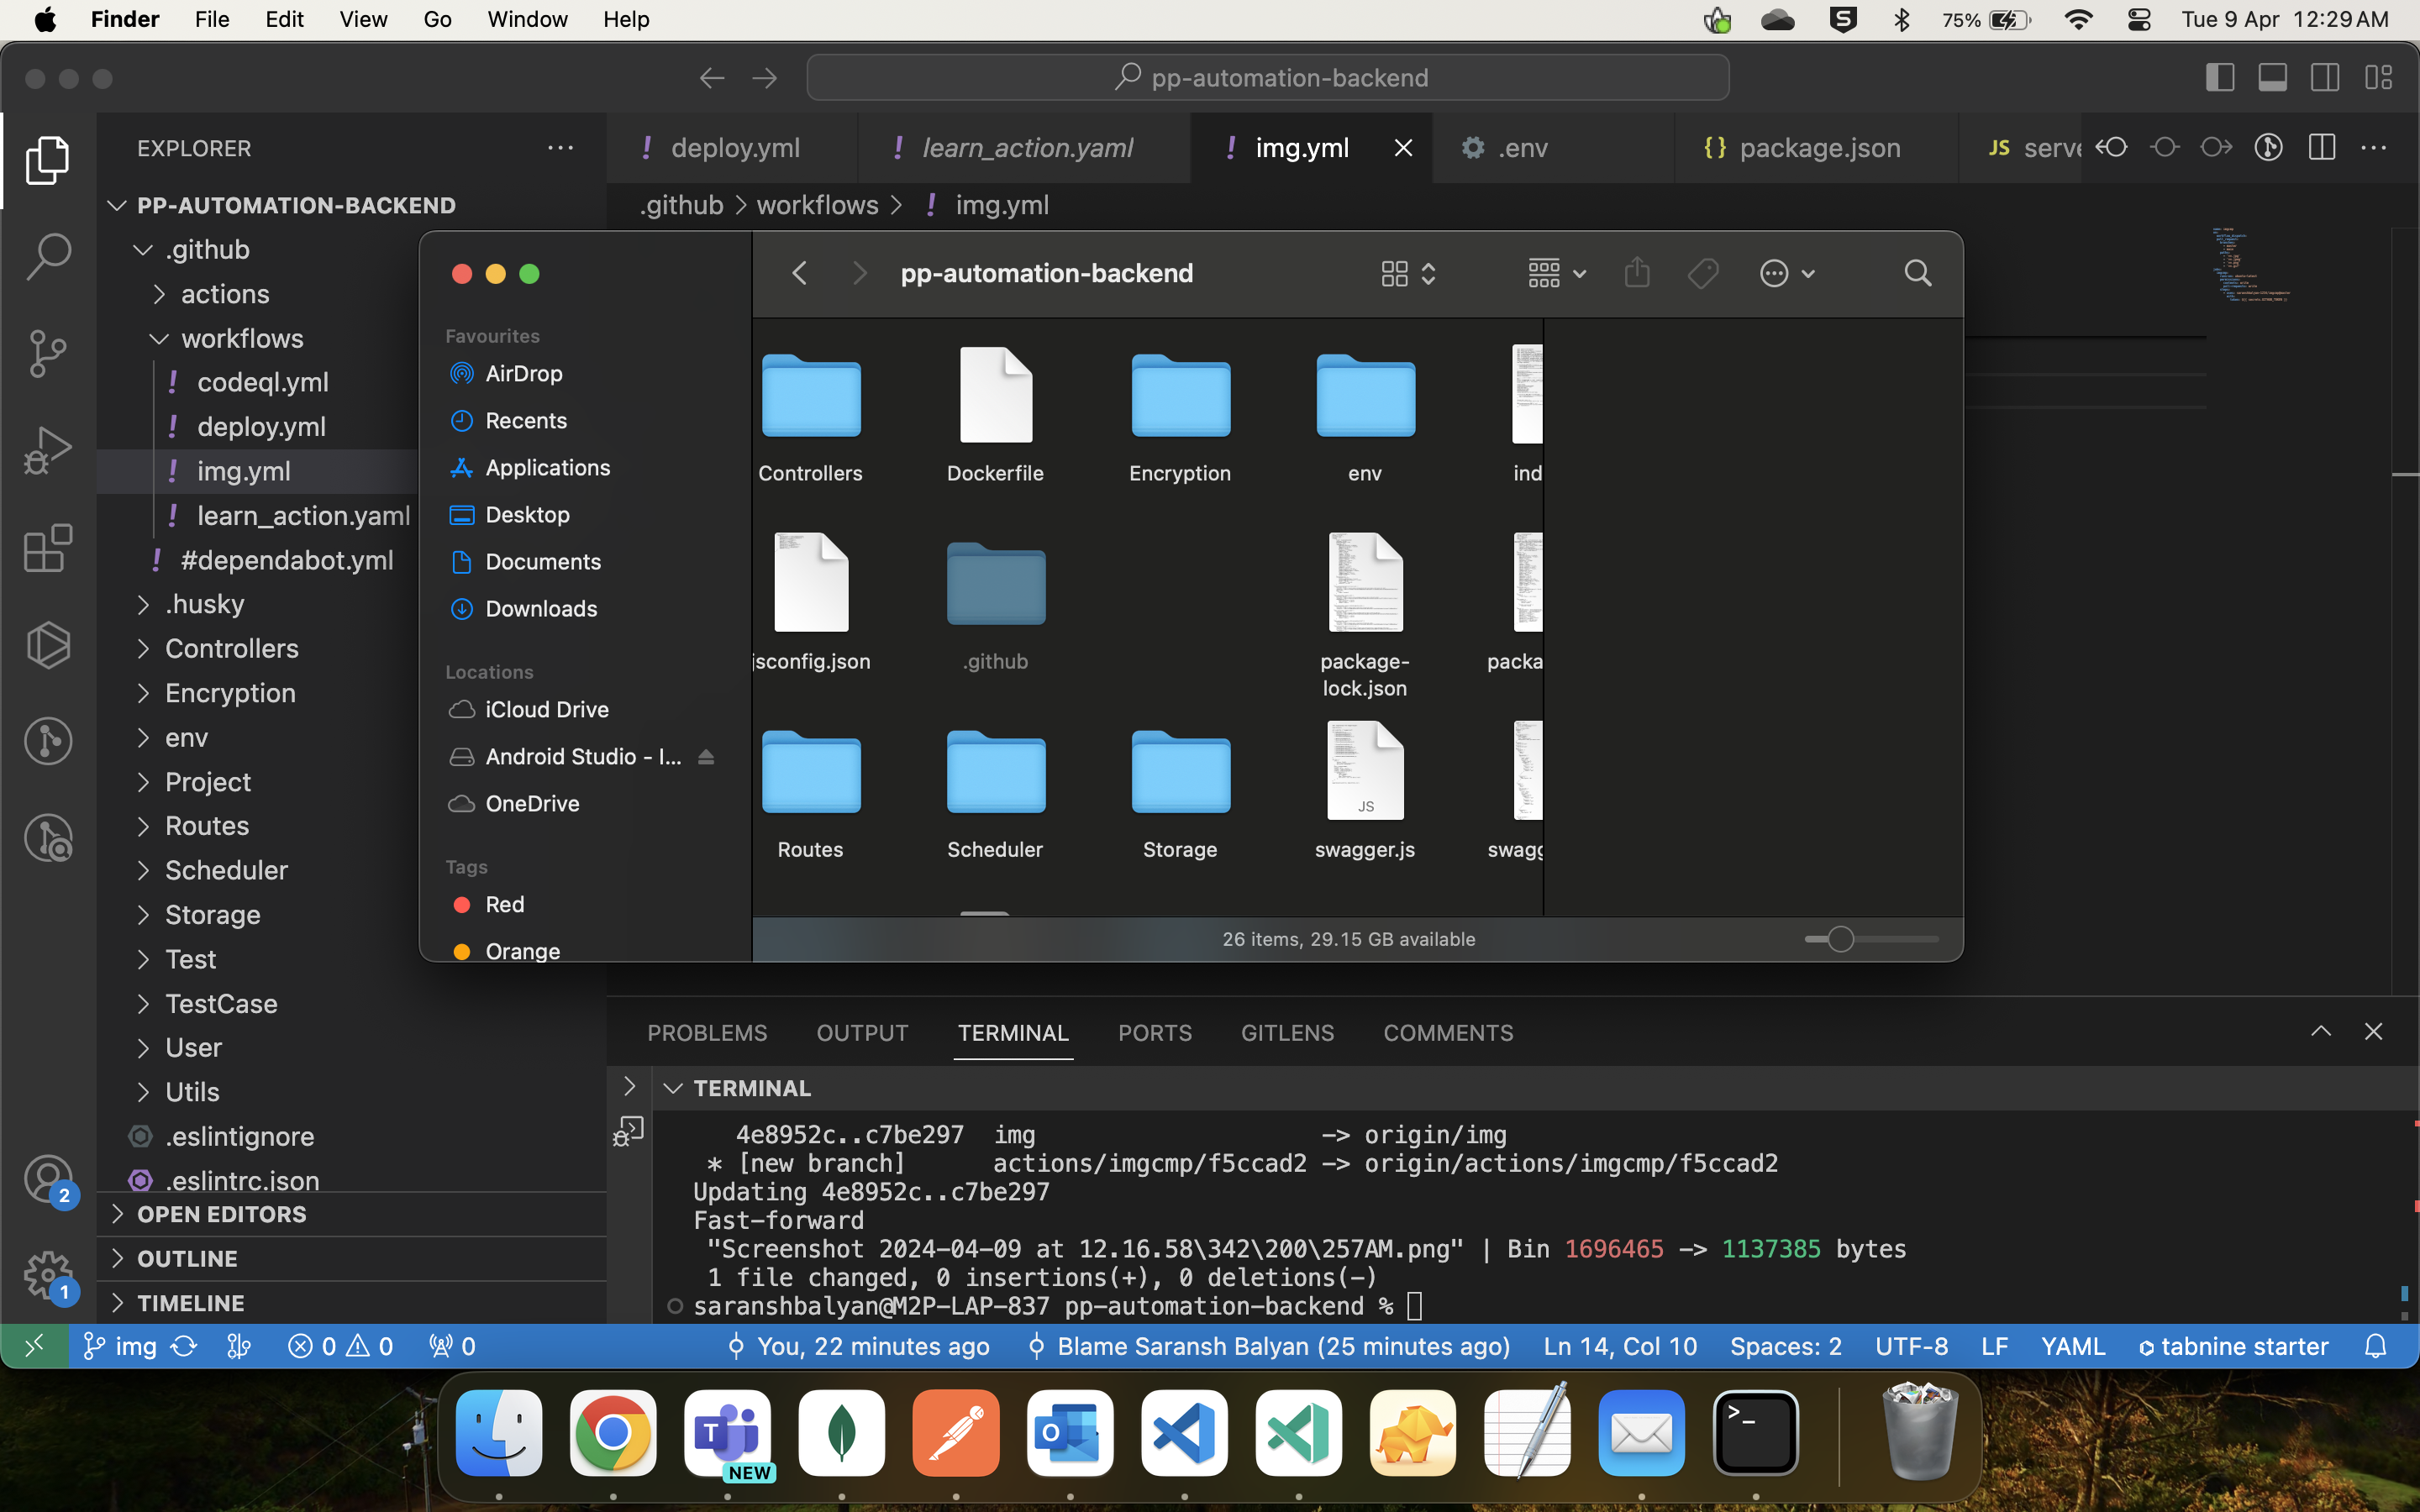 Finder File Edit View Go Window Help 75% Tue 9 Apr 12:29 AM
pp-automation-backend
EXPLORER
deploy.yml learn_action.yaml img.yml .env package.json JS serve
PP-AUTOMATION-BACKEND
.github > workflows > ! img.yml
.github
actions
workflows
codeql.yml
deploy.yml
img.yml
learn_action.yaml
#dependabot.yml
.husky
Controllers
Encryption
env
Project
Routes
Scheduler
Storage
Test
TestCase
User
Utils
.eslintignore
.eslintrc.json
OPEN EDITORS
OUTLINE
TIMELINE
2
1
pp-automation-backend
Favourites
AirDrop
Recents
Applications
Desktop
Documents
Downloads
Locations
iCloud Drive
Android Studio - I...
OneDrive
Tags
Red
Orange
Controllers Dockerfile Encryption env ind
jsconfig.json .github package-lock.json packa
JS
Routes Scheduler Storage swagger.js swagg
26 items, 29.15 GB available
PROBLEMS OUTPUT TERMINAL PORTS GITLENS COMMENTS
TERMINAL
4e8952c..c7be297 img -> origin/img
* [new branch] actions/imgcmp/f5ccad2 -> origin/actions/imgcmp/f5ccad2
Updating 4e8952c..c7be297
Fast-forward
"Screenshot 2024-04-09 at 12.16.58\342\200\257AM.png" | Bin 1696465 -> 1137385 bytes
1 file changed, 0 insertions(+), 0 deletions(-)
saranshbalyan@M2P-LAP-837 pp-automation-backend %
img 0 0 0 You, 22 minutes ago Blame Saransh Balyan (25 minutes ago) Ln 14, Col 10 Spaces: 2 UTF-8 LF YAML tabnine starter
T NEW O >_